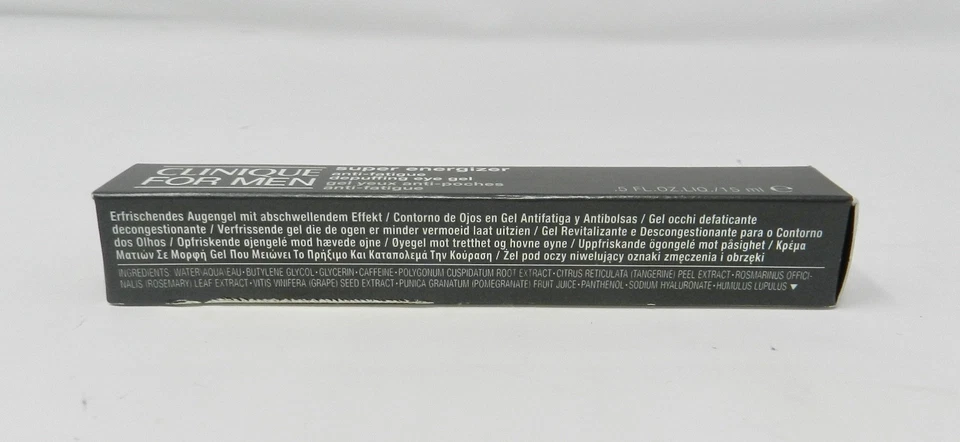 CLINIQUE
FOR MEN
super energizer
anti-fatigue
depuffing eye gel
gel yeux anti-poches
anti-fatigue
.5 FL.OZ.LIQ./15 ml ℮
Erfrischendes Augengel mit abschwellendem Effekt / Contorno de Ojos en Gel Antifatiga y Antibolsas / Gel occhi defaticante
decongestionante / Verfrissende gel die de ogen er minder vermoeid laat uitzien / Gel Revitalizante e Descongestionante para o Contorno
dos Olhos / Opfriskende øjengelé mod hævede øjne / Øyegel mot tretthet og hovne øyne / Uppfriskande ögongelé mot påsighet / Κρέμα
Ματιών Σε Μορφή Gel Που Μειώνει Το Πρήξιμο Και Καταπολεμά Την Κούραση / Żel pod oczy niwelujący oznaki zmęczenia i obrzęki
INGREDIENTS: WATER\AQUA\EAU • BUTYLENE GLYCOL • GLYCERIN • CAFFEINE • POLYGONUM CUSPIDATUM ROOT EXTRACT • CITRUS RETICULATA (TANGERINE) PEEL EXTRACT • ROSMARINUS OFFICI-
NALIS (ROSEMARY) LEAF EXTRACT • VITIS VINIFERA (GRAPE) SEED EXTRACT • PUNICA GRANATUM (POMEGRANATE) FRUIT JUICE • PANTHENOL • SODIUM HYALURONATE • HUMULUS LUPULUS ▼